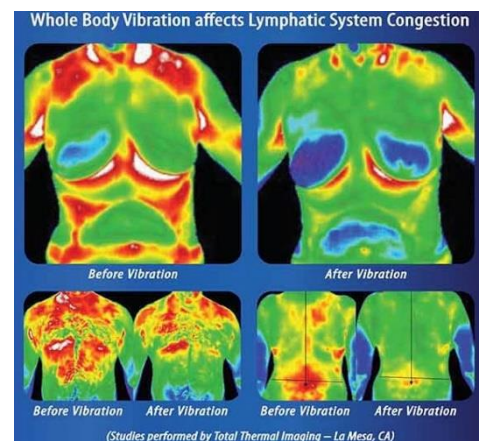 Whole Body Vibration affects Lymphatic System Congestion
Before Vibration
After Vibration
Before Vibration
After Vibration
Before Vibration
After Vibration
(Studies performed by Total Thermal Imaging – La Mesa, CA)